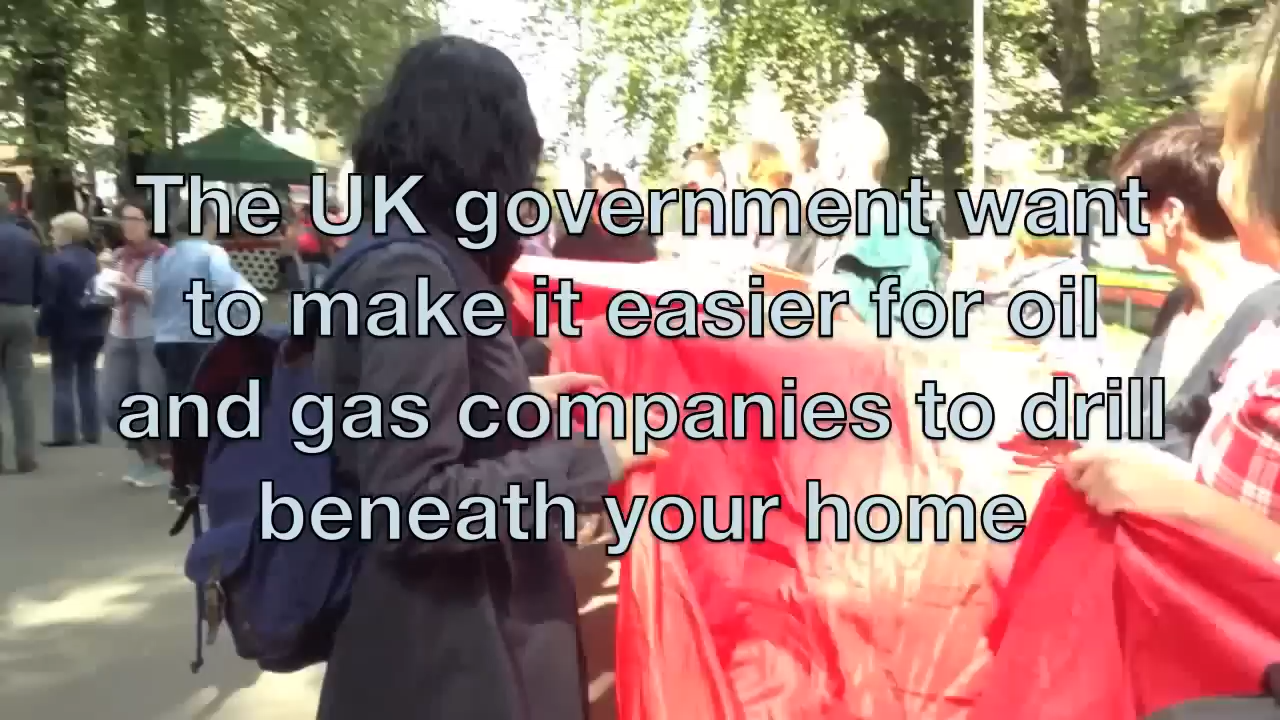 The UK government want
to make it easier for oil
and gas companies to drill
beneath your home